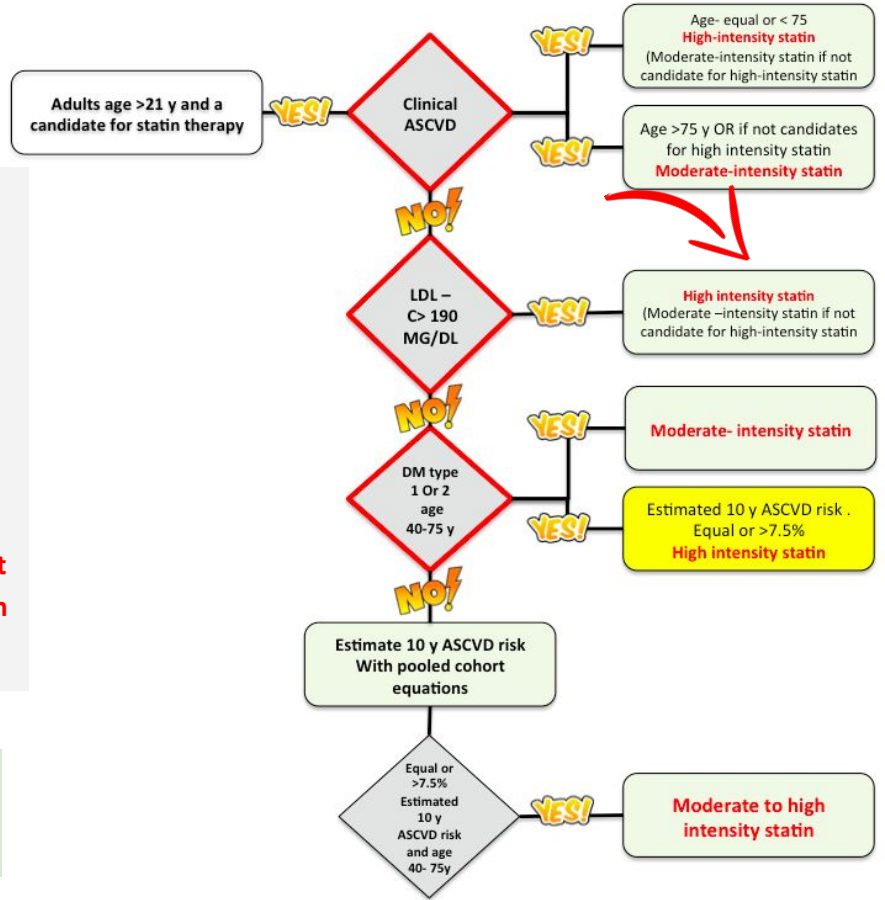 Adults age >21 y and a
candidate for statin therapy
YES!
Clinical
ASCVD
YES!
Age- equal or < 75
High-intensity statin
(Moderate-intensity statin if not
candidate for high-intensity statin
YES!
Age >75 y OR if not candidates
for high intensity statin
Moderate-intensity statin
NO!
LDL –
C> 190
MG/DL
YES!
High intensity statin
(Moderate –intensity statin if not
candidate for high-intensity statin
NO!
DM type
1 Or 2
age
40-75 y
YES!
Moderate- intensity statin
YES!
Estimated 10 y ASCVD risk .
Equal or >7.5%
High intensity statin
NO!
Estimate 10 y ASCVD risk
With pooled cohort
equations
Equal or
>7.5%
Estimated
10 y
ASCVD risk
and age
40- 75y
YES!
Moderate to high
intensity statin